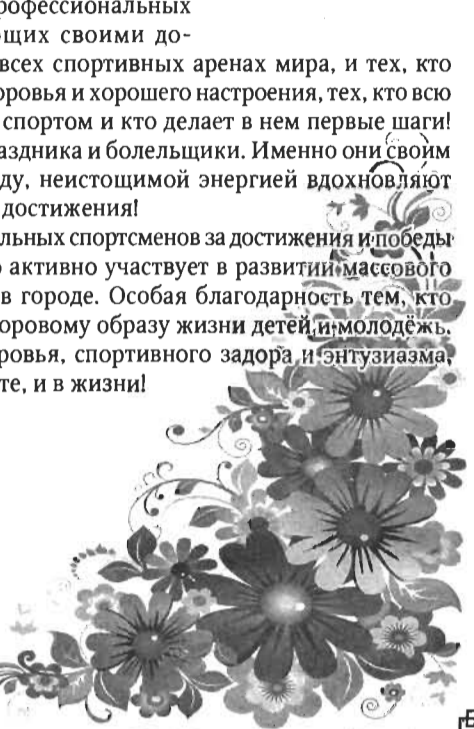 рофессиональных
щих своими до-
всех спортивных аренах мира, и тех, кто
оровья и хорошего настроения, тех, кто всю
спортом и кто делает в нем первые шаги!
аздника и болельщики. Именно они своим
ду, неистощимой энергией вдохновляют
достижения!
льных спортсменов за достижения и победы
о активно участвует в развитии массового
в городе. Особая благодарность тем, кто
доровому образу жизни детей и молодёжь.
ровья, спортивного задора и энтузиазма,
те, и в жизни!